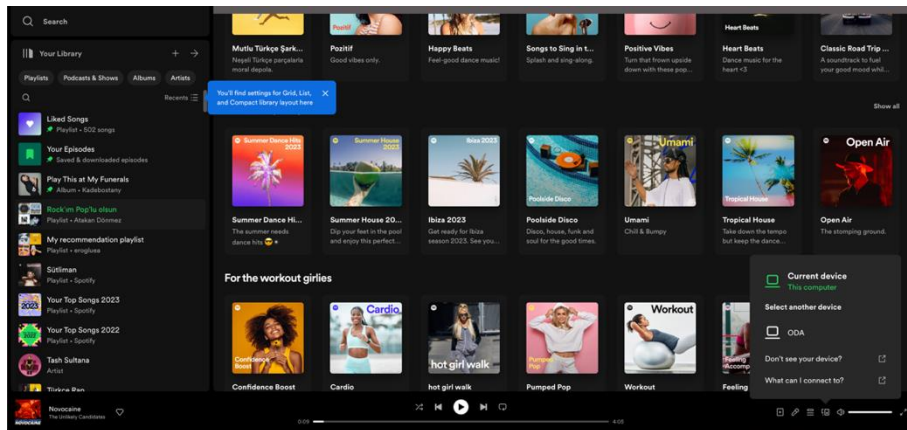 Search
Your Library
Playlists
Podcasts & Shows
Albums
Artists
Recents
You'll find settings for Grid, List,
and Compact library layout here
Liked Songs
Playlist • 502 songs
Your Episodes
Saved & downloaded episodes
Play This at My Funerals
Album • Kadebostany
Rock'ım Pop'lu olsun
Playlist • Atakan Dönmez
My recommendation playlist
Playlist • erogluea
Sütliman
Playlist • Spotify
Your Top Songs 2023
Playlist • Spotify
Your Top Songs 2022
Playlist • Spotify
Tash Sultana
Artist
Türkçe Rap
Pozitif
Heart Beats
Mutlu Türkçe Şark...
Neşeli Türkçe parçalarla
moral depola.
Pozitif
Good vibes only.
Happy Beats
Feel-good dance music!
Songs to Sing in t...
Splash and sing-along.
Positive Vibes
Turn that frown upside
down with these pop...
Heart Beats
Dance music for the
heart <3
Classic Road Trip ...
A soundtrack to fuel
your good mood whil...
Show all
Summer Dance Hits
2023
Summer House
2023
Ibiza 2023
Poolside Disco
Umami
Tropical House
Open Air
Summer Dance Hi...
The summer needs
dance hits 😎☀
Summer House 20...
Dip your feet in the pool
and enjoy this perfect...
Ibiza 2023
Get ready for Ibiza
season 2023. See you...
Poolside Disco
Disco, house, funk and
soul for the good times.
Umami
Chill & Bumpy
Tropical House
Take down the tempo
but keep the dance...
Open Air
The stomping ground.
For the workout girlies
Confidence
Boost
Cardio
hot girl walk
Pumped
Pop
Workout
Feeling
Accomp
Confidence Boost
Cardio
hot girl walk
Pumped Pop
Workout
Feeling
Current device
This computer
Select another device
ODA
Don't see your device?
What can I connect to?
NOVOCAINE
Novocaine
The Unlikely Candidates
0:09
4:03